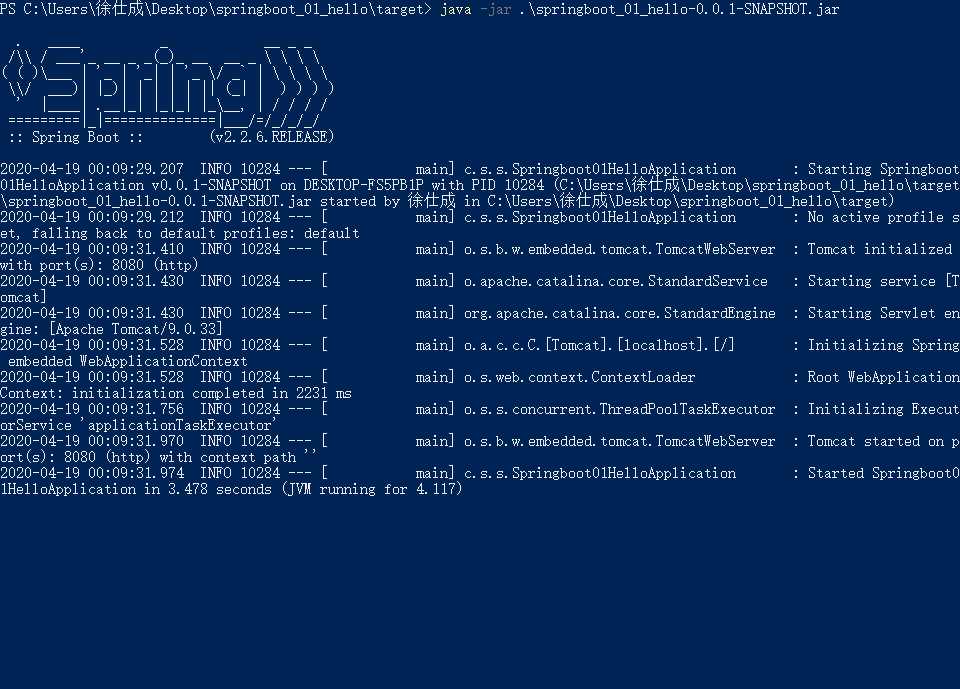 PS C:\Users\徐仕成\Desktop\springboot_01_hello\target> java -jar .\springboot_01_hello-0.0.1-SNAPSHOT.jar

  .   ____          _            __ _ _
 /\\ / ___'_ __ _ _(_)_ __  __ _ \ \ \ \
( ( )\___ | '_ | '_| | '_ \/ _` | \ \ \ \
 \\/  ___)| |_)| | | | | || (_| |  ) ) ) )
  '  |____| .__|_| |_|_| |_\__, | / / / /
 =========|_|==============|___/=/_/_/_/
 :: Spring Boot ::        (v2.2.6.RELEASE)

2020-04-19 00:09:29.207  INFO 10284 --- [           main] c.s.s.Springboot01HelloApplication       : Starting Springboot
01HelloApplication v0.0.1-SNAPSHOT on DESKTOP-FS5PB1P with PID 10284 (C:\Users\徐仕成\Desktop\springboot_01_hello\target
\springboot_01_hello-0.0.1-SNAPSHOT.jar started by 徐仕成 in C:\Users\徐仕成\Desktop\springboot_01_hello\target)
2020-04-19 00:09:29.212  INFO 10284 --- [           main] c.s.s.Springboot01HelloApplication       : No active profile s
et, falling back to default profiles: default
2020-04-19 00:09:31.410  INFO 10284 --- [           main] o.s.b.w.embedded.tomcat.TomcatWebServer  : Tomcat initialized
with port(s): 8080 (http)
2020-04-19 00:09:31.430  INFO 10284 --- [           main] o.apache.catalina.core.StandardService   : Starting service [T
omcat]
2020-04-19 00:09:31.430  INFO 10284 --- [           main] org.apache.catalina.core.StandardEngine  : Starting Servlet en
gine: [Apache Tomcat/9.0.33]
2020-04-19 00:09:31.528  INFO 10284 --- [           main] o.a.c.c.C.[Tomcat].[localhost].[/]       : Initializing Spring
 embedded WebApplicationContext
2020-04-19 00:09:31.528  INFO 10284 --- [           main] o.s.web.context.ContextLoader            : Root WebApplication
Context: initialization completed in 2231 ms
2020-04-19 00:09:31.756  INFO 10284 --- [           main] o.s.s.concurrent.ThreadPoolTaskExecutor  : Initializing Execut
orService 'applicationTaskExecutor'
2020-04-19 00:09:31.970  INFO 10284 --- [           main] o.s.b.w.embedded.tomcat.TomcatWebServer  : Tomcat started on p
ort(s): 8080 (http) with context path ''
2020-04-19 00:09:31.974  INFO 10284 --- [           main] c.s.s.Springboot01HelloApplication       : Started Springboot0
1HelloApplication in 3.478 seconds (JVM running for 4.117)